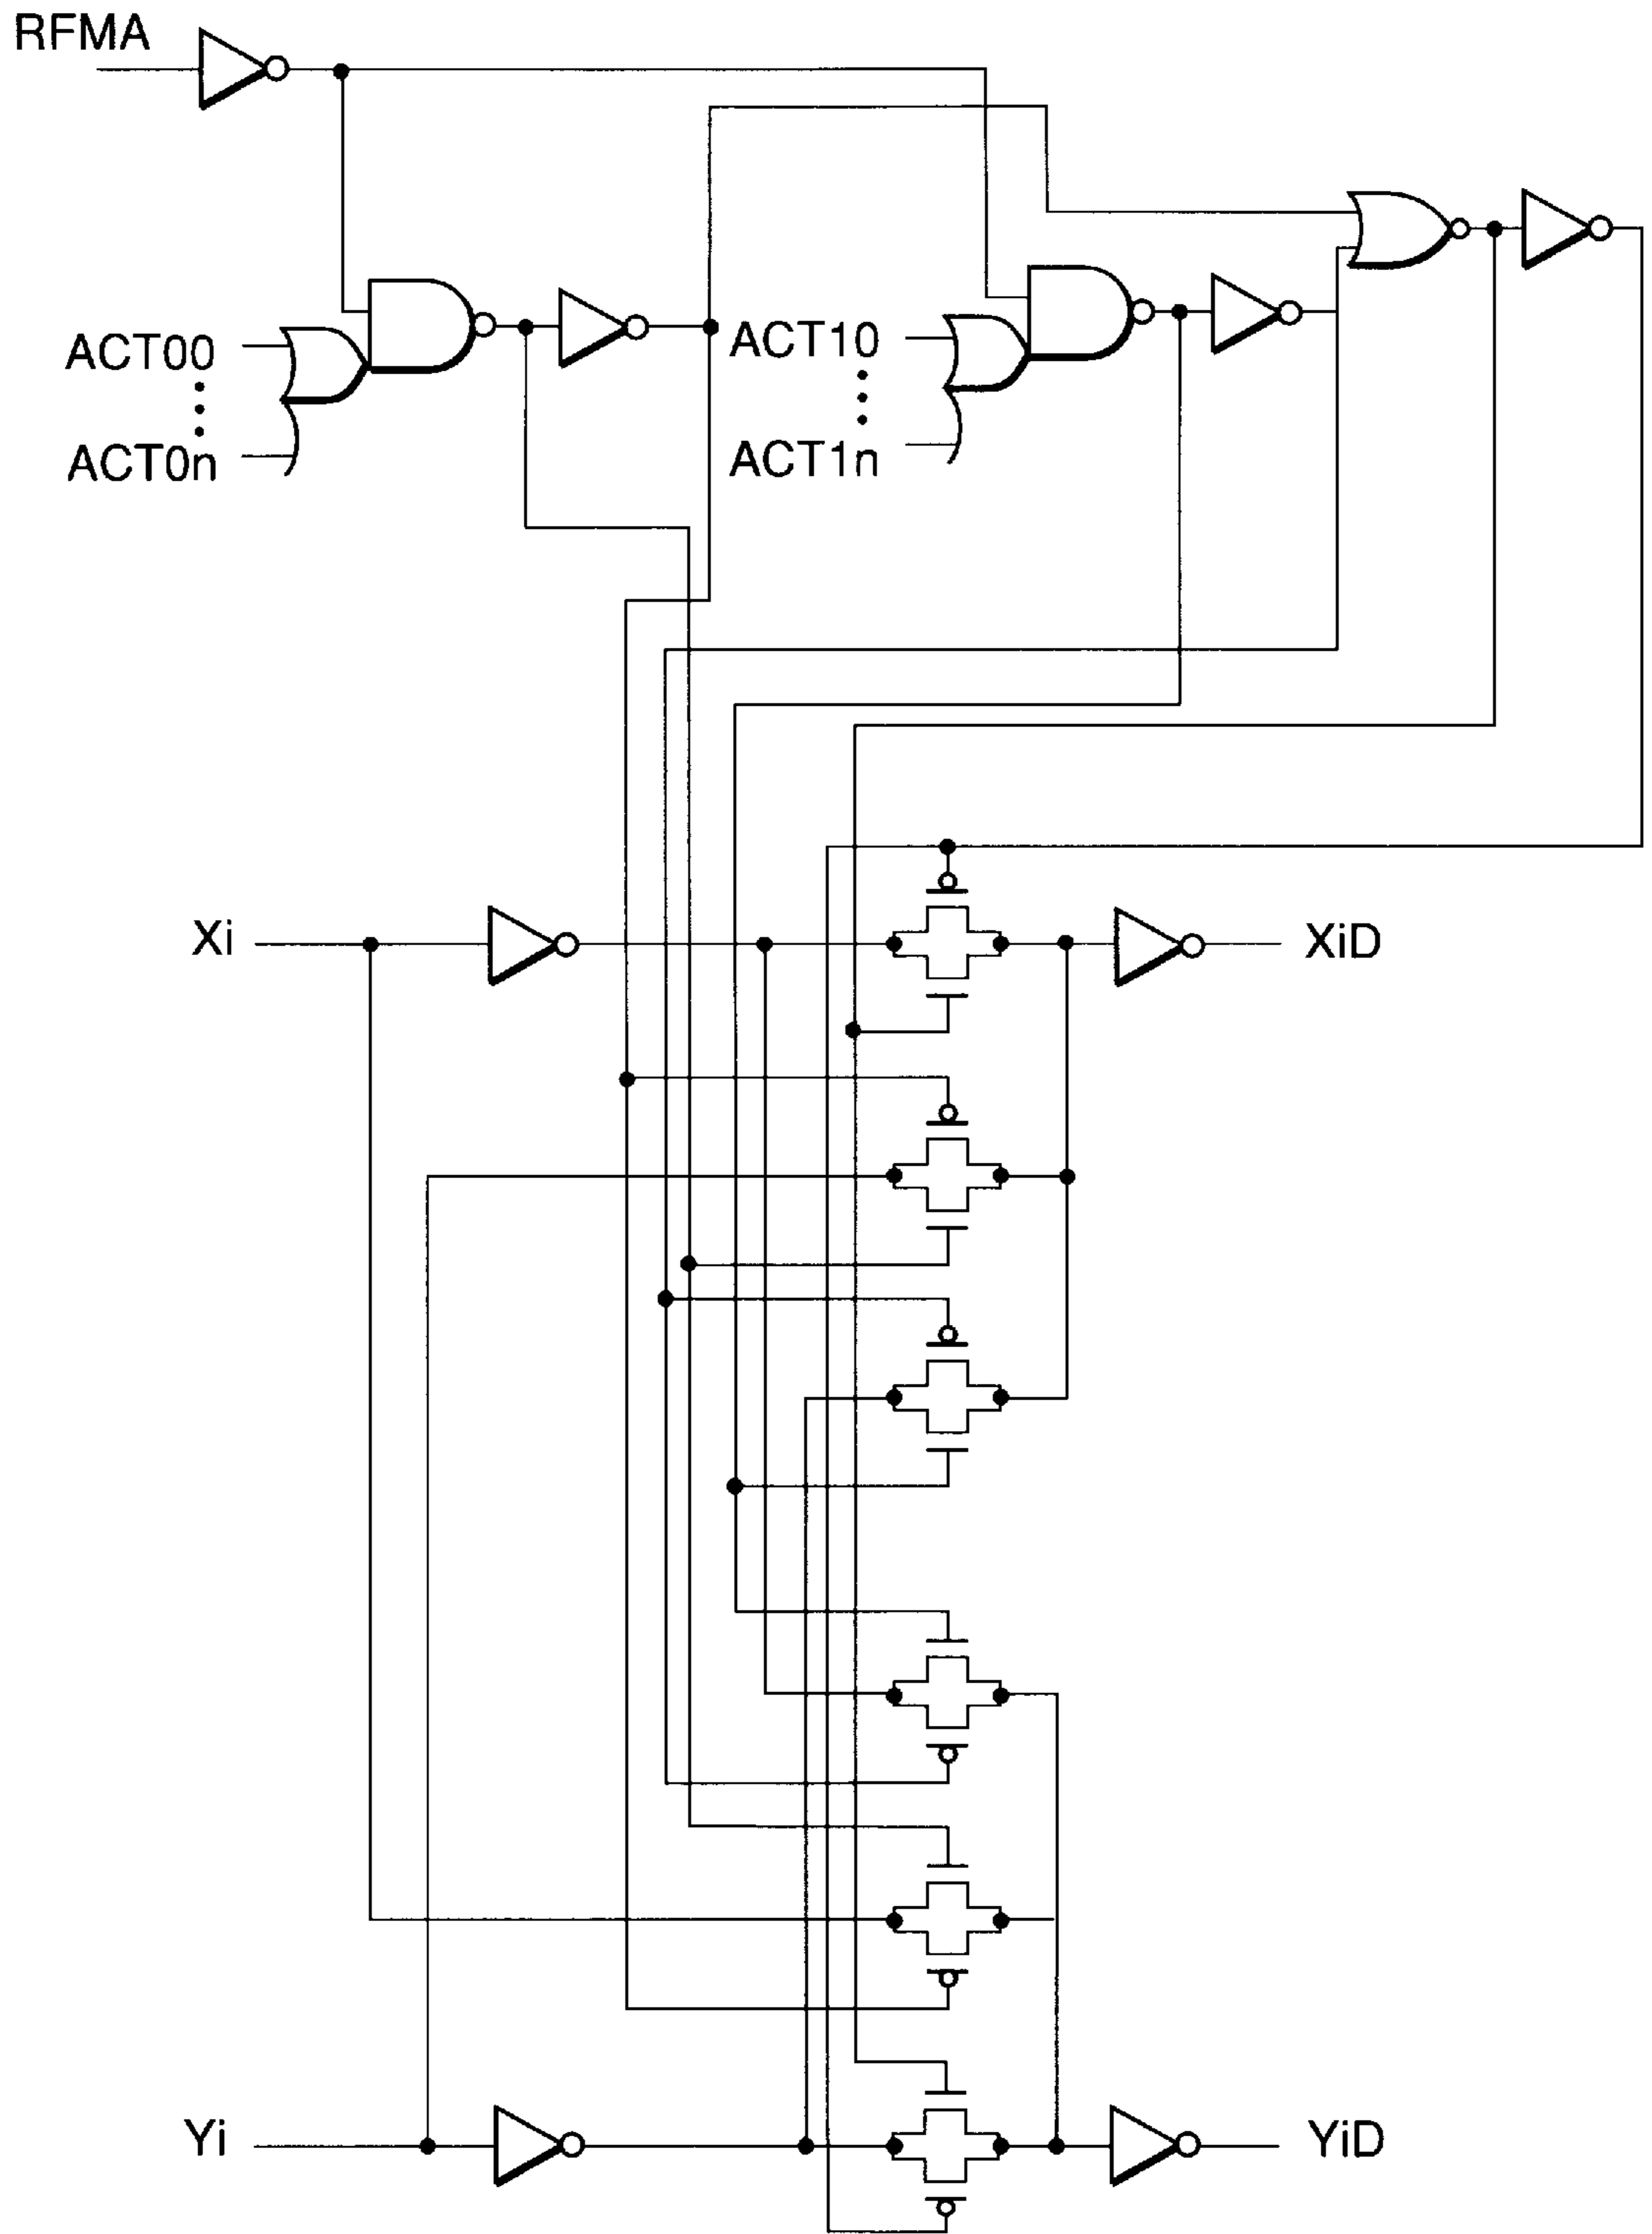 RFMA
ACT00
ACT0n
ACT10
ACT1n
Xi
XiD
Yi
YiD